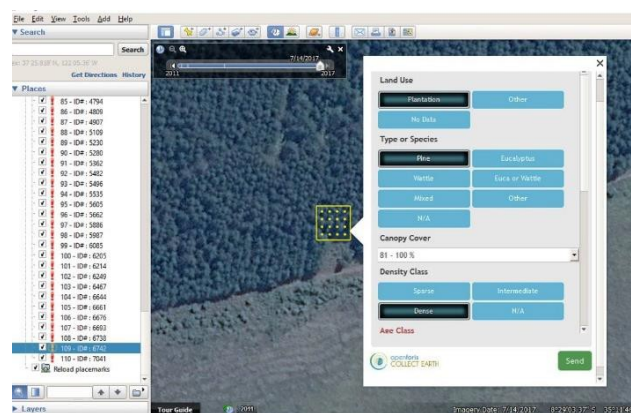 File Edit View Tools Add Help
▼ Search
Search
Get Directions History
▼ Places
85 - ID# : 4794
86 - ID# : 4809
87 - ID# : 4907
88 - ID# : 5109
89 - ID# : 5230
90 - ID# : 5280
91 - ID# : 5362
92 - ID# : 5482
93 - ID# : 5496
94 - ID# : 5535
95 - ID# : 5605
96 - ID# : 5662
97 - ID# : 5886
98 - ID# : 5987
99 - ID# : 6085
100 - ID# : 6205
101 - ID# : 6214
102 - ID# : 6249
103 - ID# : 6467
104 - ID# : 6644
105 - ID# : 6661
106 - ID# : 6676
107 - ID# : 6693
108 - ID# : 6738
109 - ID# : 6742
110 - ID# : 7041
Reload placemarks
▶ Layers
7/14/2017
2011 2017
Land Use
Plantation Other
No Data
Type or Species
Pine Eucalyptus
Wattle Euca or Wattle
Mixed Other
N/A
Canopy Cover
81 - 100 %
Density Class
Sparse Intermediate
Dense N/A
Age Class
openforis
COLLECT EARTH
Send
Tour Guide 2011 Imagery Date: 7/14/2017